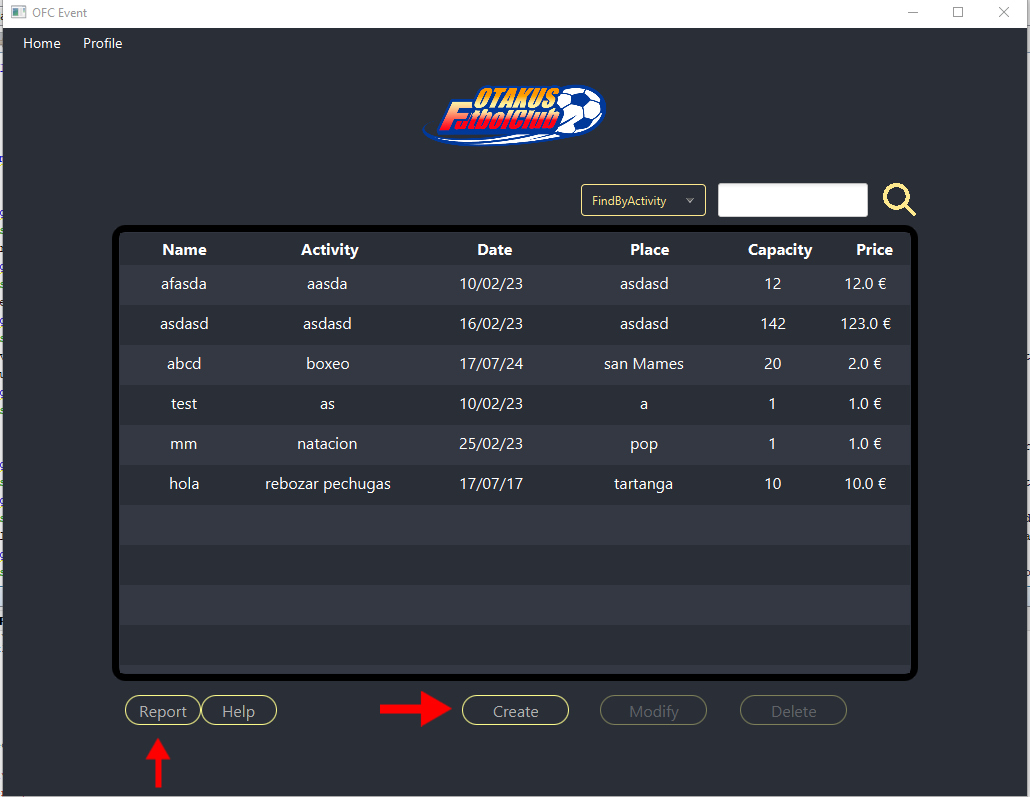 OFC Event
Home Profile
OTAKUS
FutbolClub
FindByActivity
Name Activity Date Place Capacity Price
afasda aasda 10/02/23 asdasd 12 12.0 €
asdasd asdasd 16/02/23 asdasd 142 123.0 €
abcd boxeo 17/07/24 san Mames 20 2.0 €
test as 10/02/23 a 1 1.0 €
mm natacion 25/02/23 pop 1 1.0 €
hola rebozar pechugas 17/07/17 tartanga 10 10.0 €
Report Help Create Modify Delete